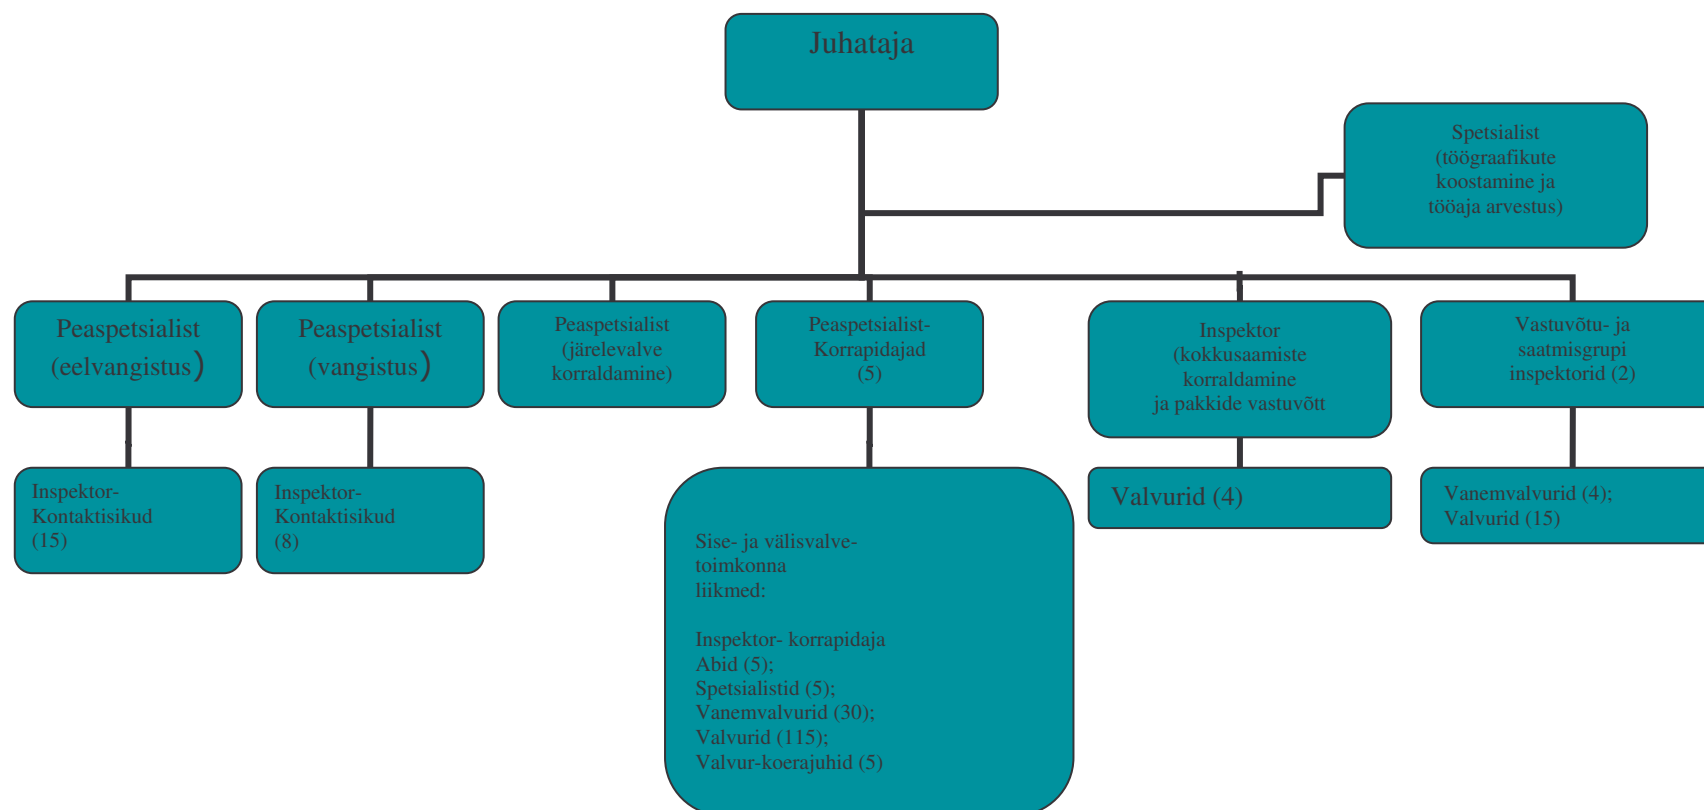 Juhataja
Spetsialist
(töögraafikute
koostamine ja
tööaja arvestus)
Peaspetsialist
(eelvangistus)
Peaspetsialist
(vangistus)
Peaspetsialist
(järelevalve
korraldamine)
Peaspetsialist-
Korrapidajad
(5)
Inspektor
(kokkusaamiste
korraldamine
ja pakkide vastuvõtt
Vastuvõtu- ja
saatmisgrupi
inspektorid (2)
Inspektor-
Kontaktisikud
(15)
Inspektor-
Kontaktisikud
(8)
Sise- ja välisvalve-
toimkonna
liikmed:
Inspektor- korrapidaja
Abid (5);
Spetsialistid (5);
Vanemvalvurid (30);
Valvurid (115);
Valvur-koerajuhid (5)
Valvurid (4)
Vanemvalvurid (4);
Valvurid (15)